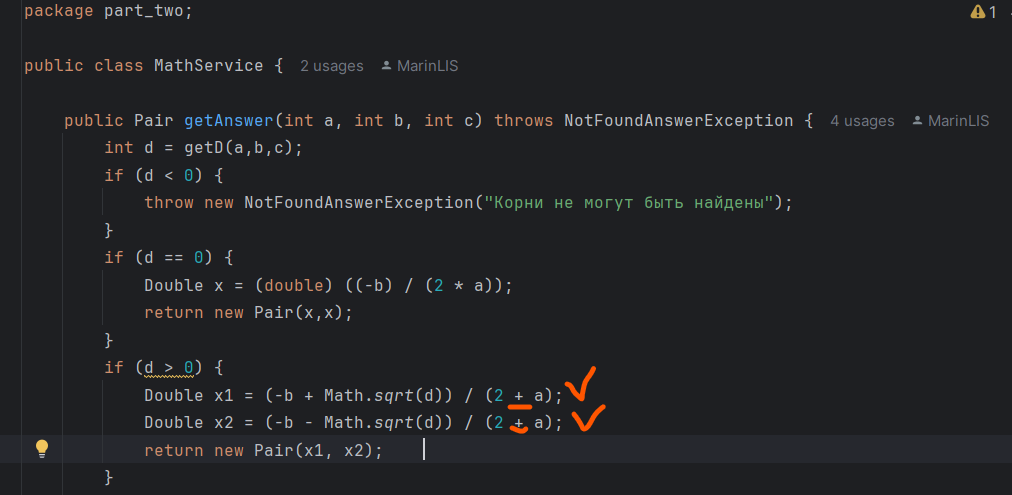 package part_two;
1
public class MathService { 2 usages MarinLIS
public Pair getAnswer(int a, int b, int c) throws NotFoundAnswerException { 4 usages MarinLIS
int d = getD(a,b,c);
if (d < 0) {
throw new NotFoundAnswerException("Корни не могут быть найдены");
}
if (d == 0) {
Double x = (double) ((-b) / (2 * a));
return new Pair(x,x);
}
if (d > 0) {
Double x1 = (-b + Math.sqrt(d)) / (2 + a);
Double x2 = (-b - Math.sqrt(d)) / (2 + a);
return new Pair(x1, x2);
}